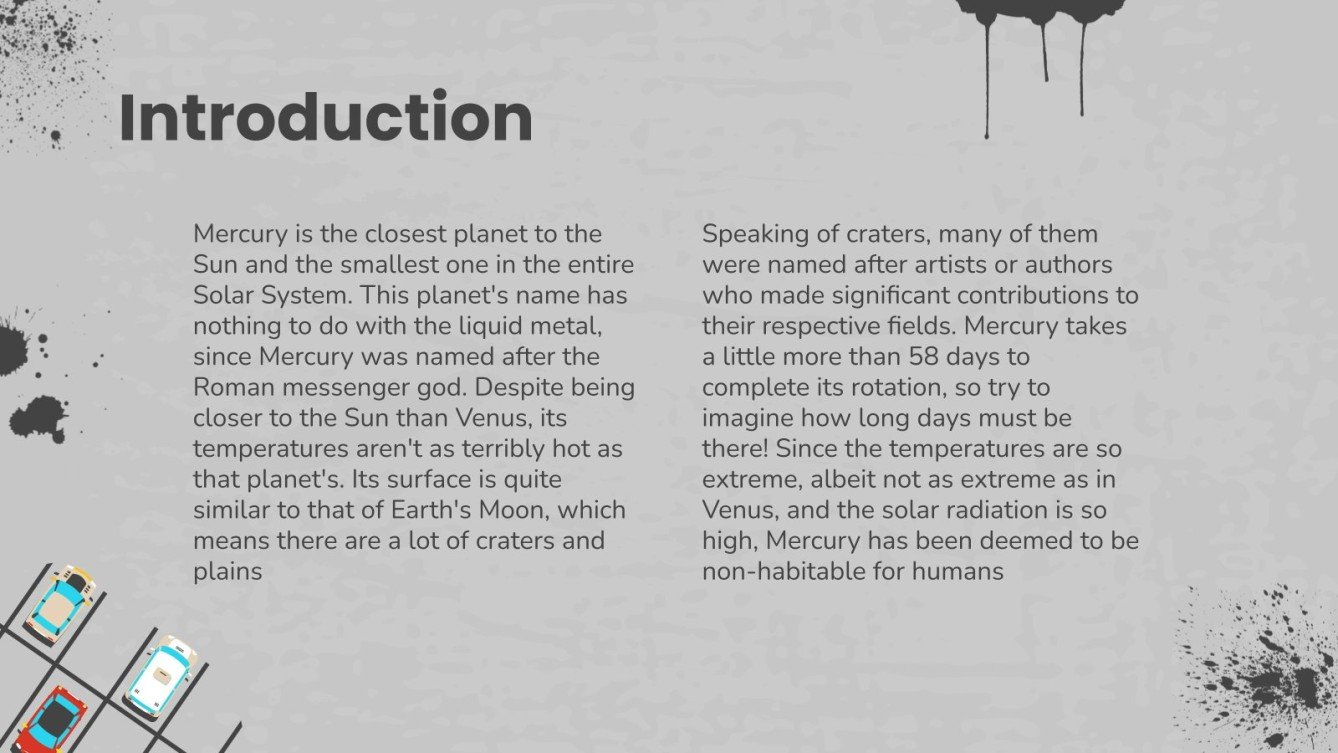 Introduction
Mercury is the closest planet to the
Sun and the smallest one in the entire
Solar System. This planet's name has
nothing to do with the liquid metal,
since Mercury was named after the
Roman messenger god. Despite being
closer to the Sun than Venus, its
temperatures aren't as terribly hot as
that planet's. Its surface is quite
similar to that of Earth's Moon, which
means there are a lot of craters and
plains
Speaking of craters, many of them
were named after artists or authors
who made significant contributions to
their respective fields. Mercury takes
a little more than 58 days to
complete its rotation, so try to
imagine how long days must be
there! Since the temperatures are so
extreme, albeit not as extreme as in
Venus, and the solar radiation is so
high, Mercury has been deemed to be
non-habitable for humans